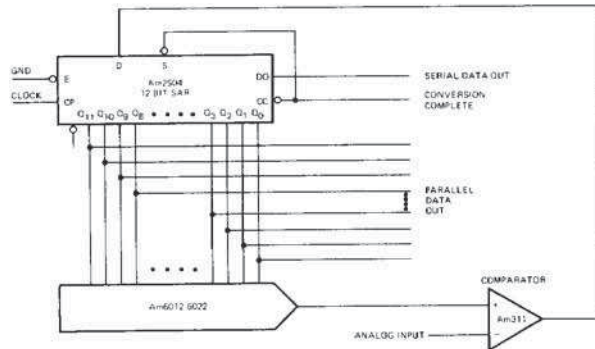 D S
GND
E
Am2504
12 BIT SAR
DO
SERIAL DATA OUT
CLOCK
CP
CC
CONVERSION
COMPLETE
Q11 Q10 Q9 Q8 Q3 Q2 Q1 Q0
PARALLEL
DATA
OUT
Am6012 6022
COMPARATOR
+
Am311
ANALOG INPUT
−